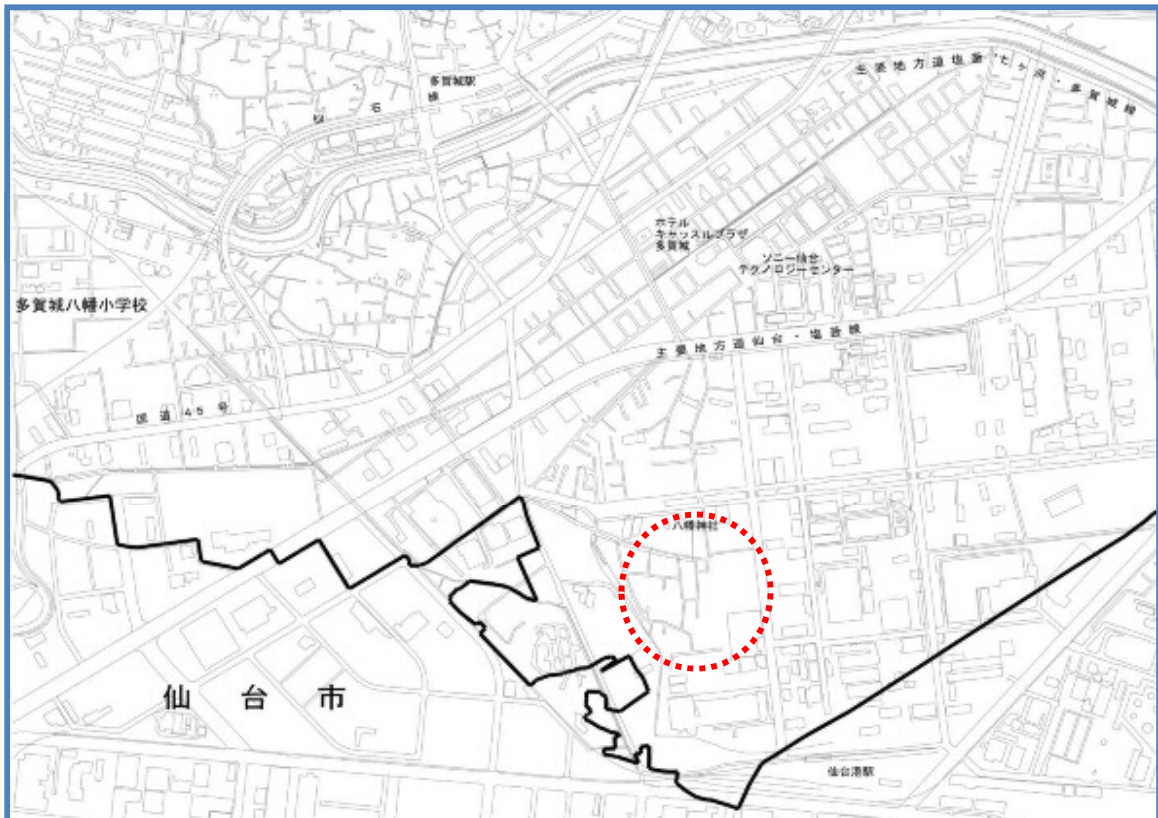 多賀城駅
仙石線
主要地方道塩釜・七ヶ浜・多賀城線
ホテル
キャッスルプラザ
多賀城
ソニー仙台
テクノロジーセンター
多賀城八幡小学校
主要地方道仙台・塩釜線
国道45号
八幡神社
仙台市
仙台港駅